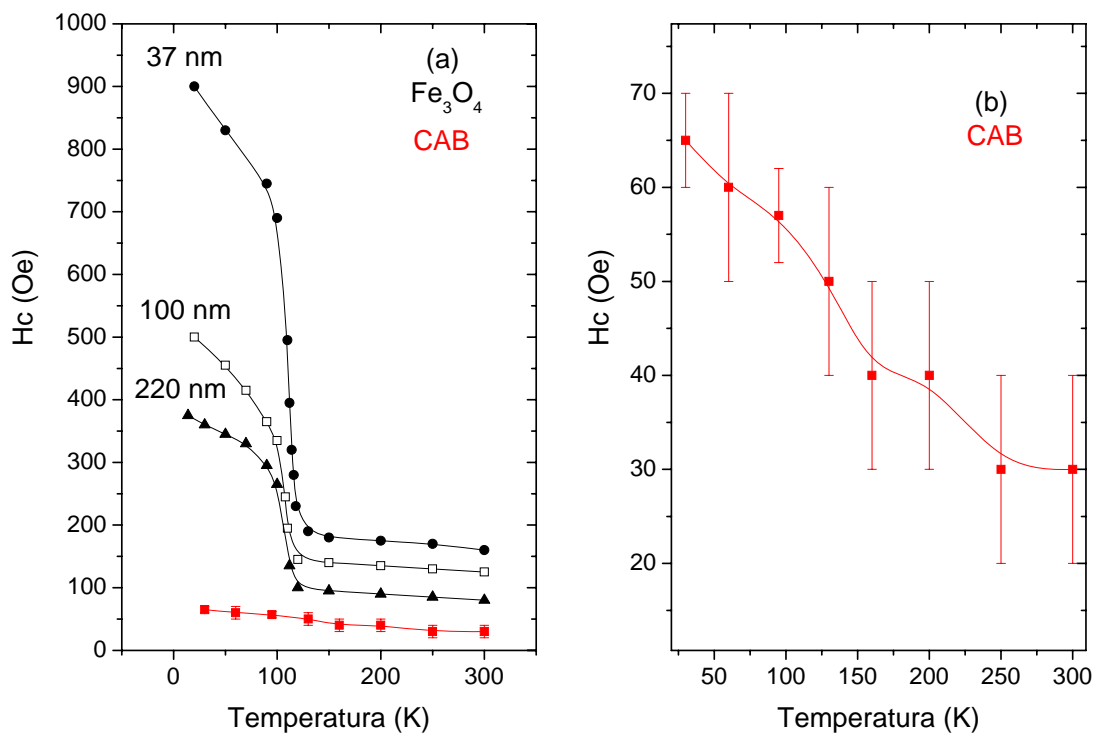 1000
900
800
700
600
500
400
300
200
100
0
Hc (Oe)
37 nm
100 nm
220 nm
(a)
Fe₃O₄
CAB
0 100 200 300
Temperatura (K)
70
60
50
40
30
20
Hc (Oe)
(b)
CAB
50 100 150 200 250 300
Temperatura (K)